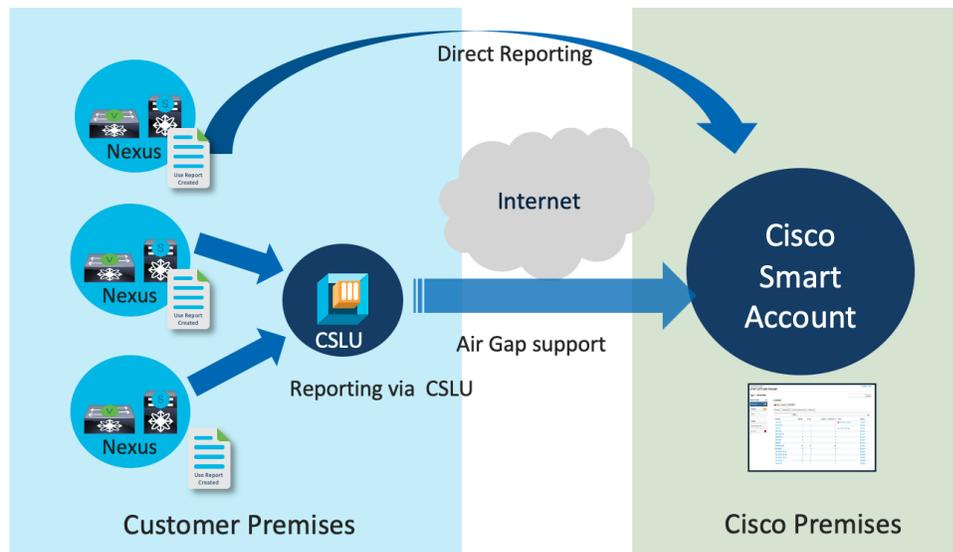 Direct Reporting
V
S
Nexus
Use Report
Created
Internet
Cisco
Smart
Account
V
S
Nexus
Use Report
Created
CSLU
Air Gap support
Reporting via CSLU
V
S
Nexus
Use Report
Created
Customer Premises
Cisco Premises